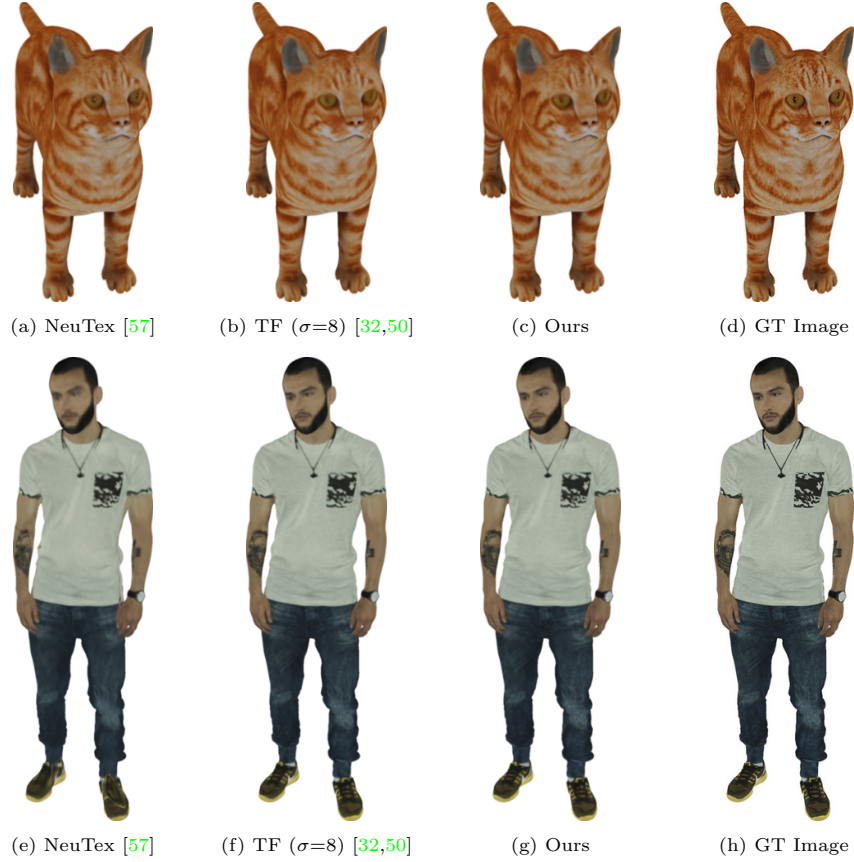 (a) NeuTex [57] (b) TF (σ=8) [32,50] (c) Ours (d) GT Image
(e) NeuTex [57] (f) TF (σ=8) [32,50] (g) Ours (h) GT Image